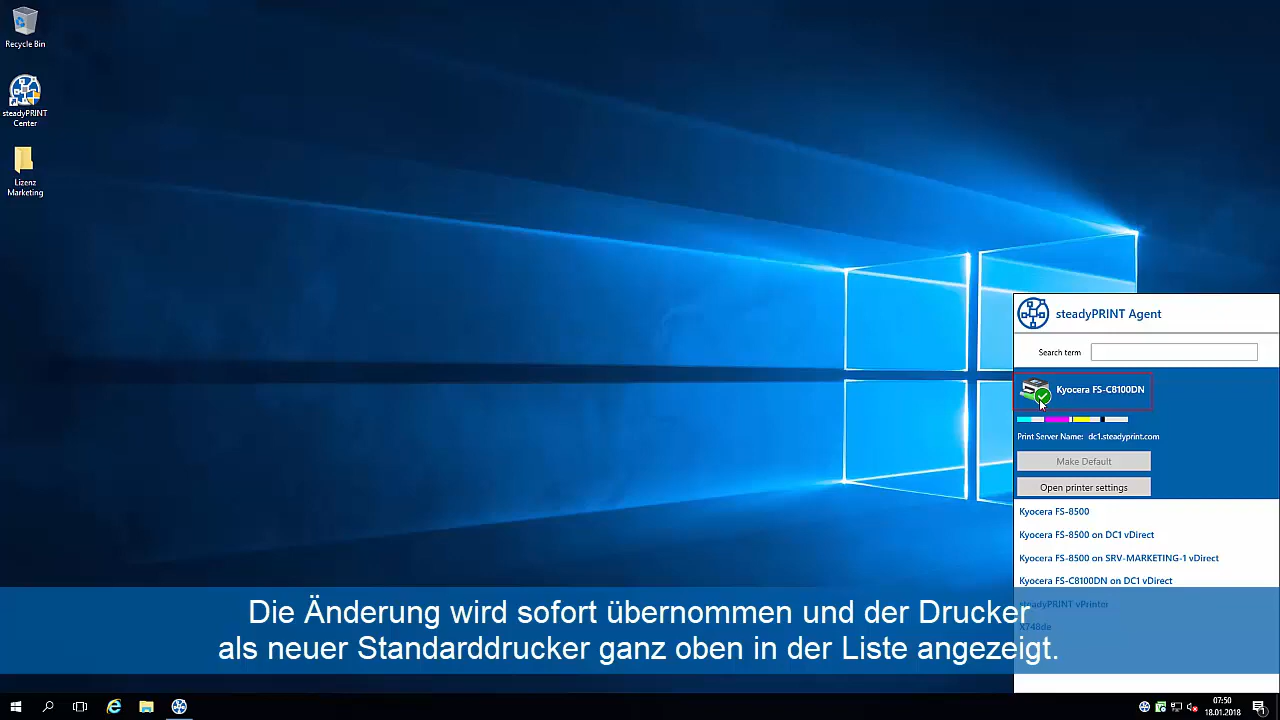 Recycle Bin
steadyPRINT
Center
Lizenz
Marketing
steadyPRINT Agent
Search term
Kyocera FS-C8100DN
Print Server Name: dc1.steadyprint.com
Make Default
Open printer settings
Kyocera FS-8500
Kyocera FS-8500 on DC1 vDirect
Kyocera FS-8500 on SRV-MARKETING-1 vDirect
Kyocera FS-C8100DN on DC1 vDirect
steadyPRINT vPrinter
X748de
Die Änderung wird sofort übernommen und der Drucker
als neuer Standarddrucker ganz oben in der Liste angezeigt.
07:50
18.01.2018